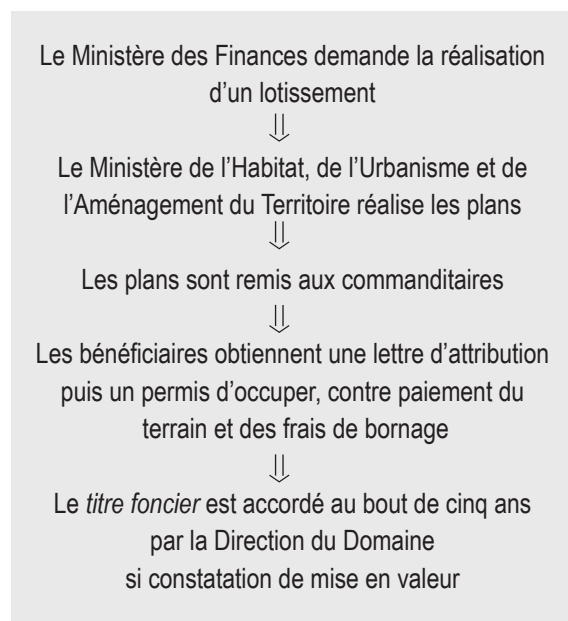 Le Ministère des Finances demande la réalisation
d’un lotissement
⇓
Le Ministère de l’Habitat, de l’Urbanisme et de
l’Aménagement du Territoire réalise les plans
⇓
Les plans sont remis aux commanditaires
⇓
Les bénéficiaires obtiennent une lettre d’attribution
puis un permis d’occuper, contre paiement du
terrain et des frais de bornage
⇓
Le titre foncier est accordé au bout de cinq ans
par la Direction du Domaine
si constatation de mise en valeur